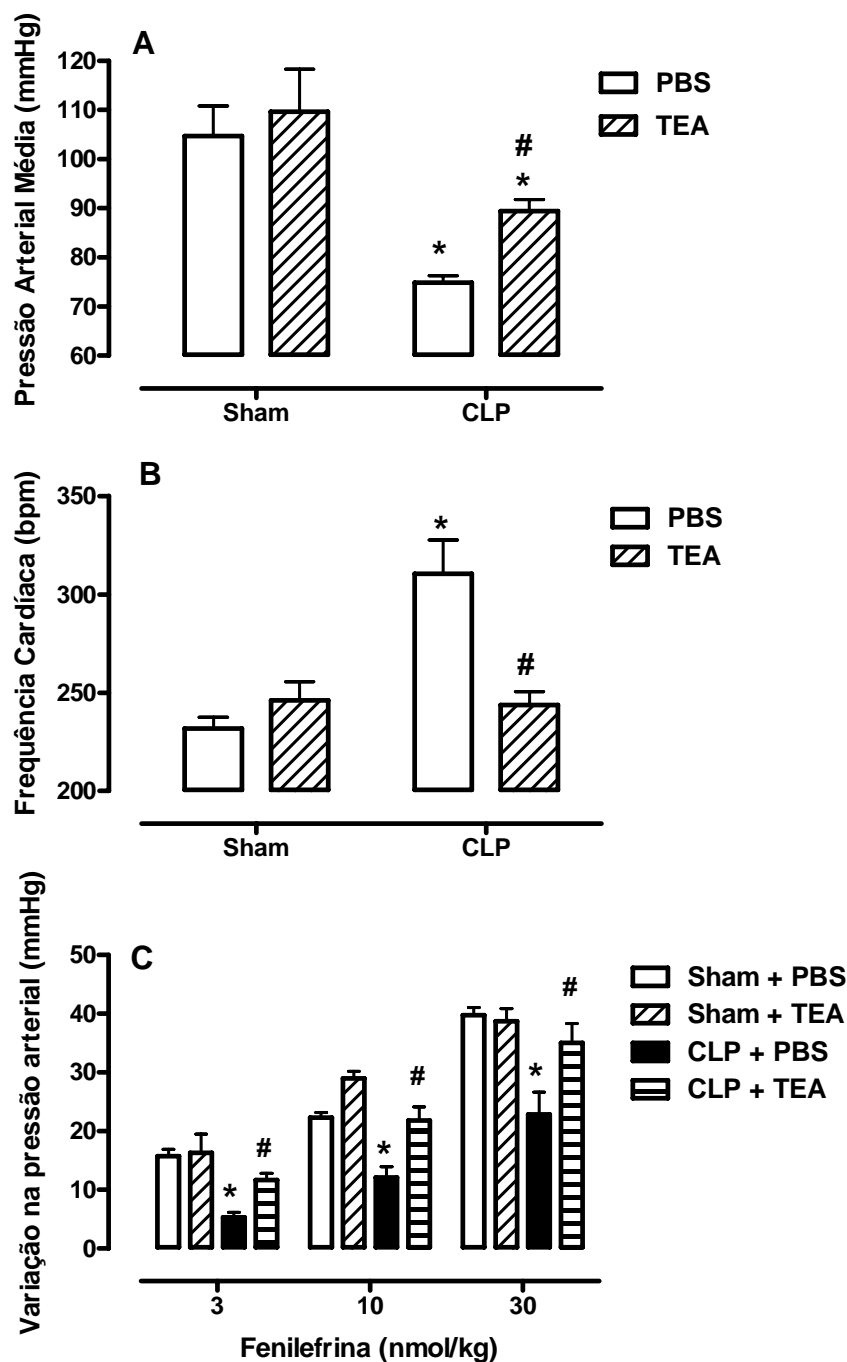 A
Pressão Arterial Média (mmHg)
120
110
100
90
80
70
60
PBS
TEA
*
#
*
Sham
CLP
B
Frequência Cardíaca (bpm)
350
300
250
200
PBS
TEA
*
#
Sham
CLP
C
Variação na pressão arterial (mmHg)
50
40
30
20
10
0
Sham + PBS
Sham + TEA
CLP + PBS
CLP + TEA
*
#
*
#
*
#
3
10
30
Fenilefrina (nmol/kg)